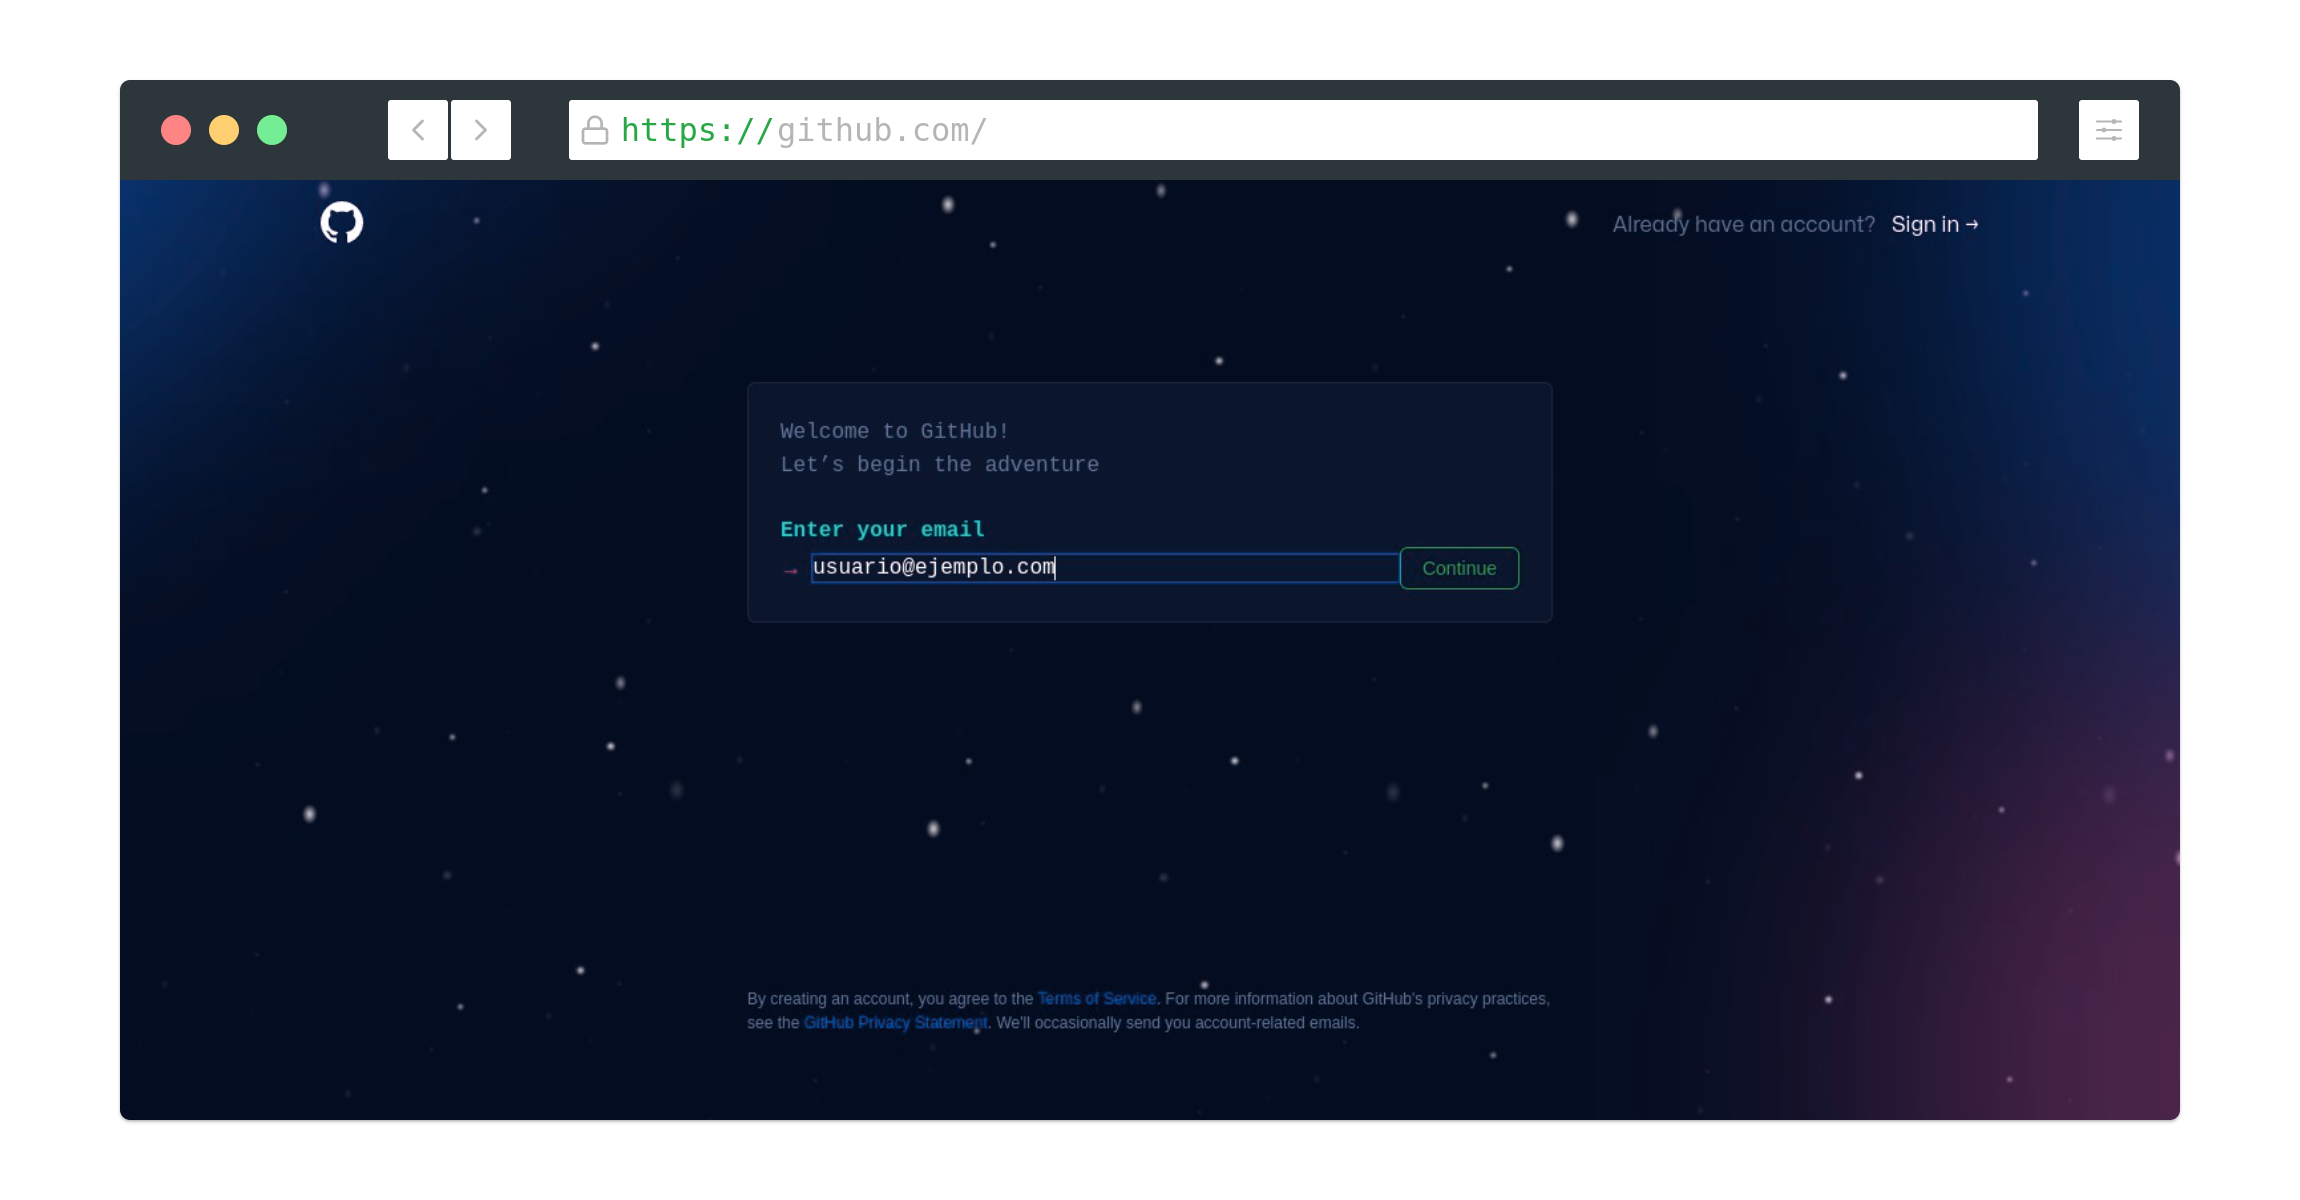 https://github.com/
Already have an account? Sign in →
Welcome to GitHub!
Let’s begin the adventure
Enter your email
→ usuario@ejemplo.com Continue
By creating an account, you agree to the Terms of Service. For more information about GitHub's privacy practices,
see the GitHub Privacy Statement. We'll occasionally send you account-related emails.